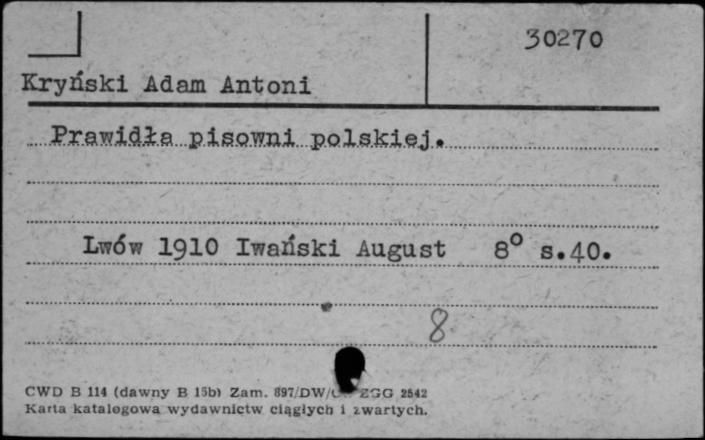 30270
Kryński Adam Antoni
Prawidła pisowni polskiej.
Lwów 1910 Iwański August 8° s.40.
8
CWD B 114 (dawny B 15b) Zam. 897/DW/ ZGG 2542
Karta katalogowa wydawnictw ciągłych i zwartych.